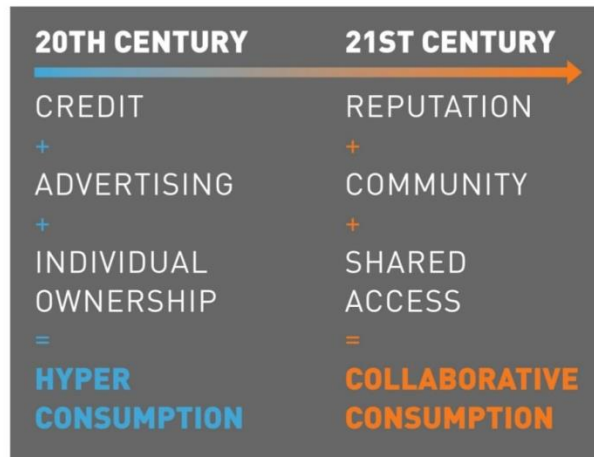 20TH CENTURY
CREDIT
+
ADVERTISING
+
INDIVIDUAL
OWNERSHIP
=
HYPER
CONSUMPTION
21ST CENTURY
REPUTATION
+
COMMUNITY
+
SHARED
ACCESS
=
COLLABORATIVE
CONSUMPTION